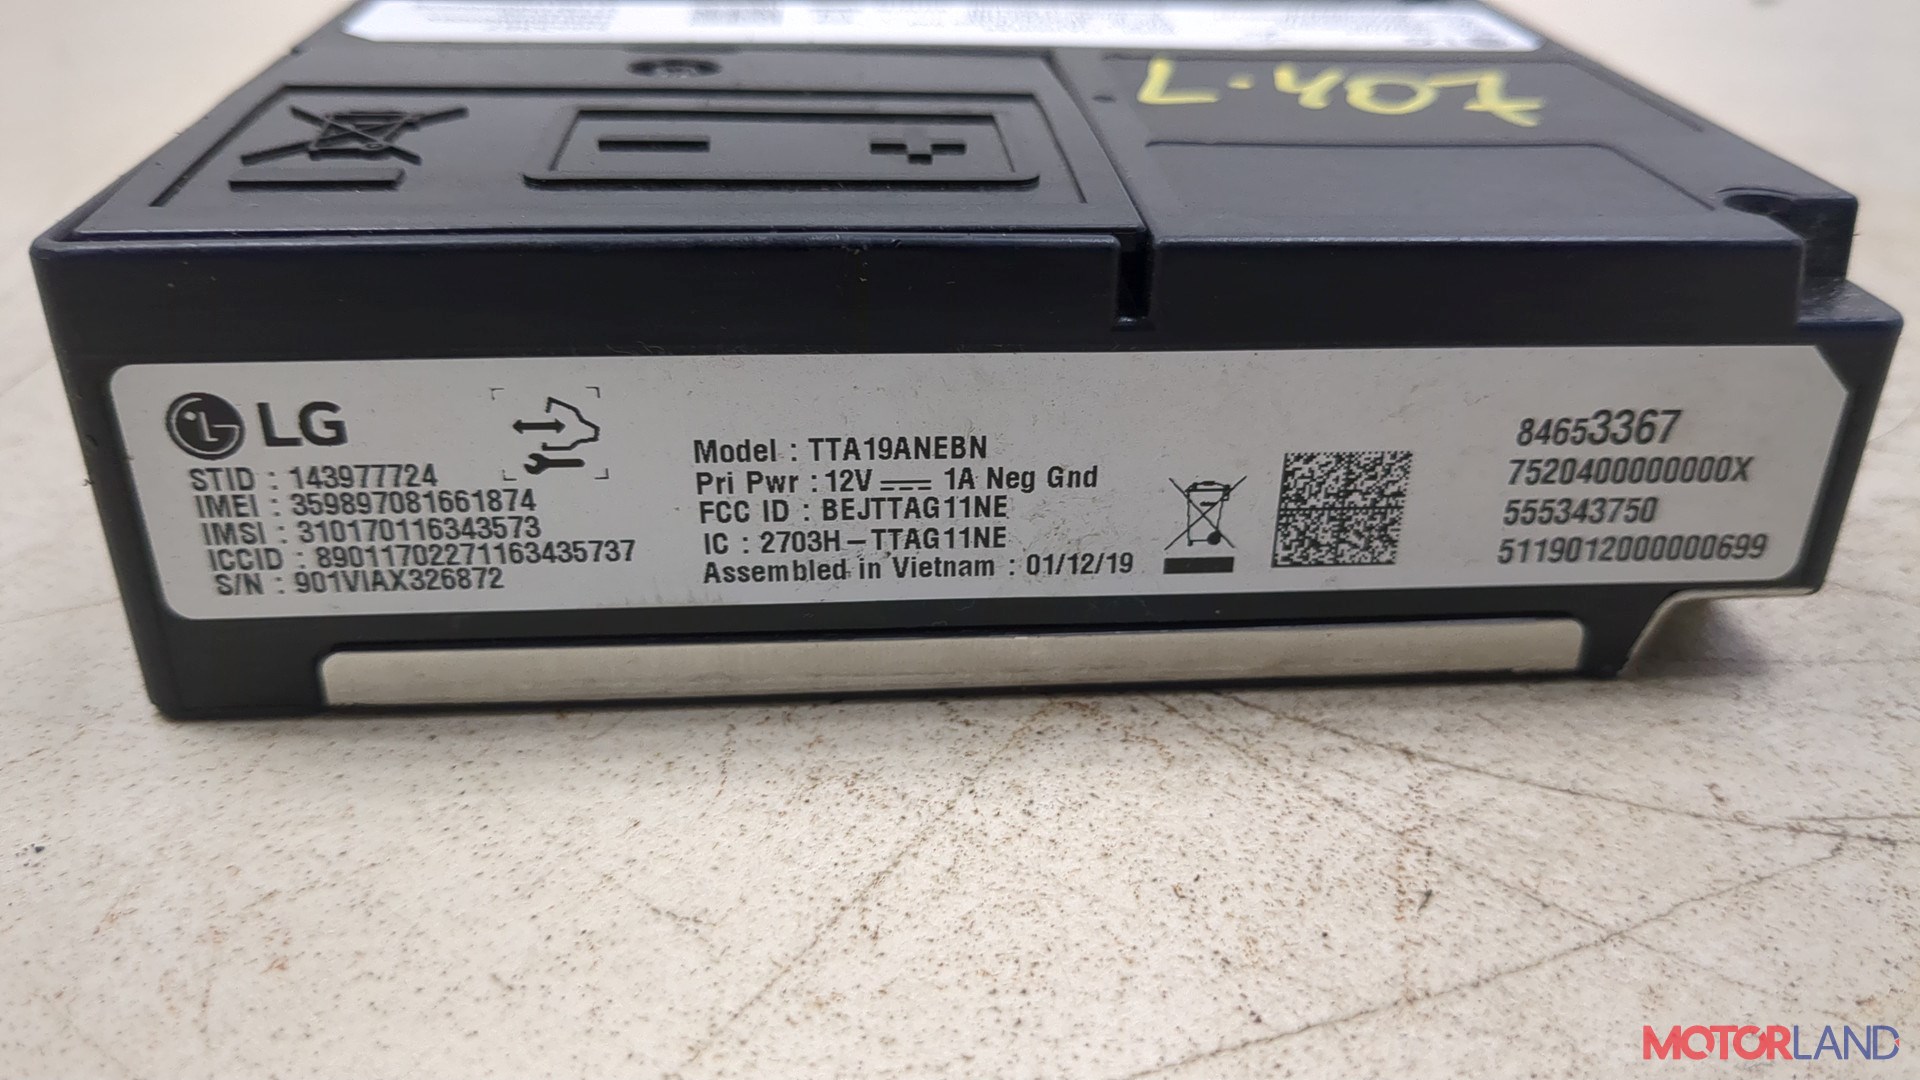 L-407
LG
STID : 143977724
IMEI : 359897081661874
IMSI : 310170116343573
ICCID : 89011702271163435737
S/N : 901VIAX326872
Model : TTA19ANEBN
Pri Pwr : 12V ⎓ 1A Neg Gnd
FCC ID : BEJTTAG11NE
IC : 2703H-TTAG11NE
Assembled in Vietnam : 01/12/19
84653367
7520400000000X
555343750
5119012000000699
MOTORLAND